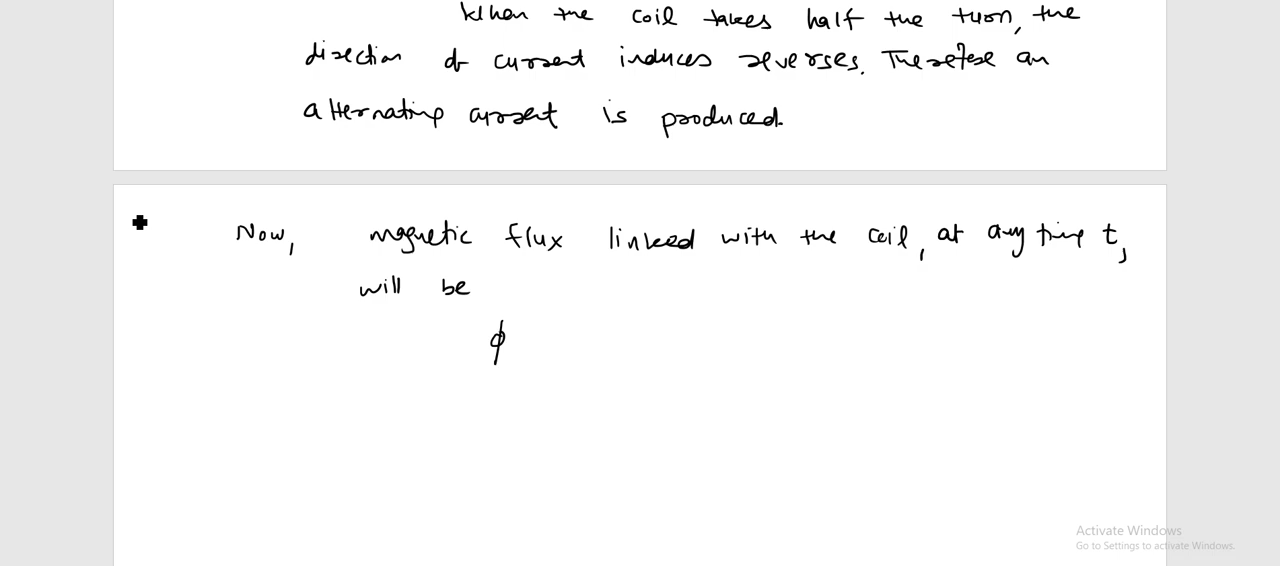 When the coil takes half the turn, the
direction of current induces reverses. Therefore an
alternating current is produced.
Now, magnetic flux linked with the coil, at any time t,
will be
ϕ
Activate Windows
Go to Settings to activate Windows.